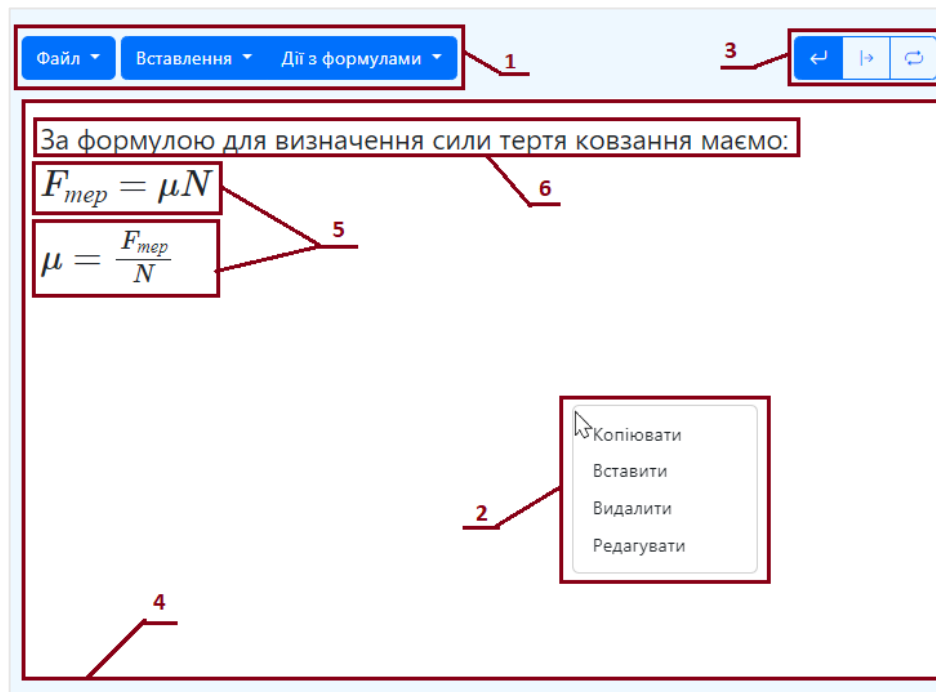 Файл Вставлення Дії з формулами
1
3
За формулою для визначення сили тертя ковзання маємо:
6
F_тер = μN
5
μ = F_тер / N
2
Копіювати
Вставити
Видалити
Редагувати
4